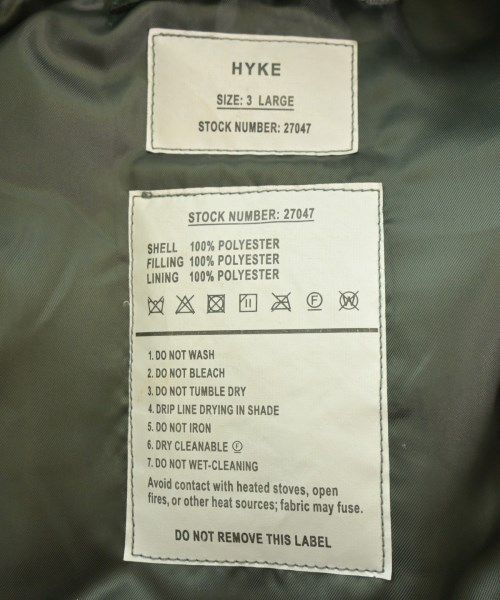 HYKE
SIZE: 3 LARGE
STOCK NUMBER: 27047
STOCK NUMBER: 27047
SHELL 100% POLYESTER
FILLING 100% POLYESTER
LINING 100% POLYESTER
1. DO NOT WASH
2. DO NOT BLEACH
3. DO NOT TUMBLE DRY
4. DRIP LINE DRYING IN SHADE
5. DO NOT IRON
6. DRY CLEANABLE Ⓕ
7. DO NOT WET-CLEANING
Avoid contact with heated stoves, open
fires, or other heat sources; fabric may fuse.
DO NOT REMOVE THIS LABEL